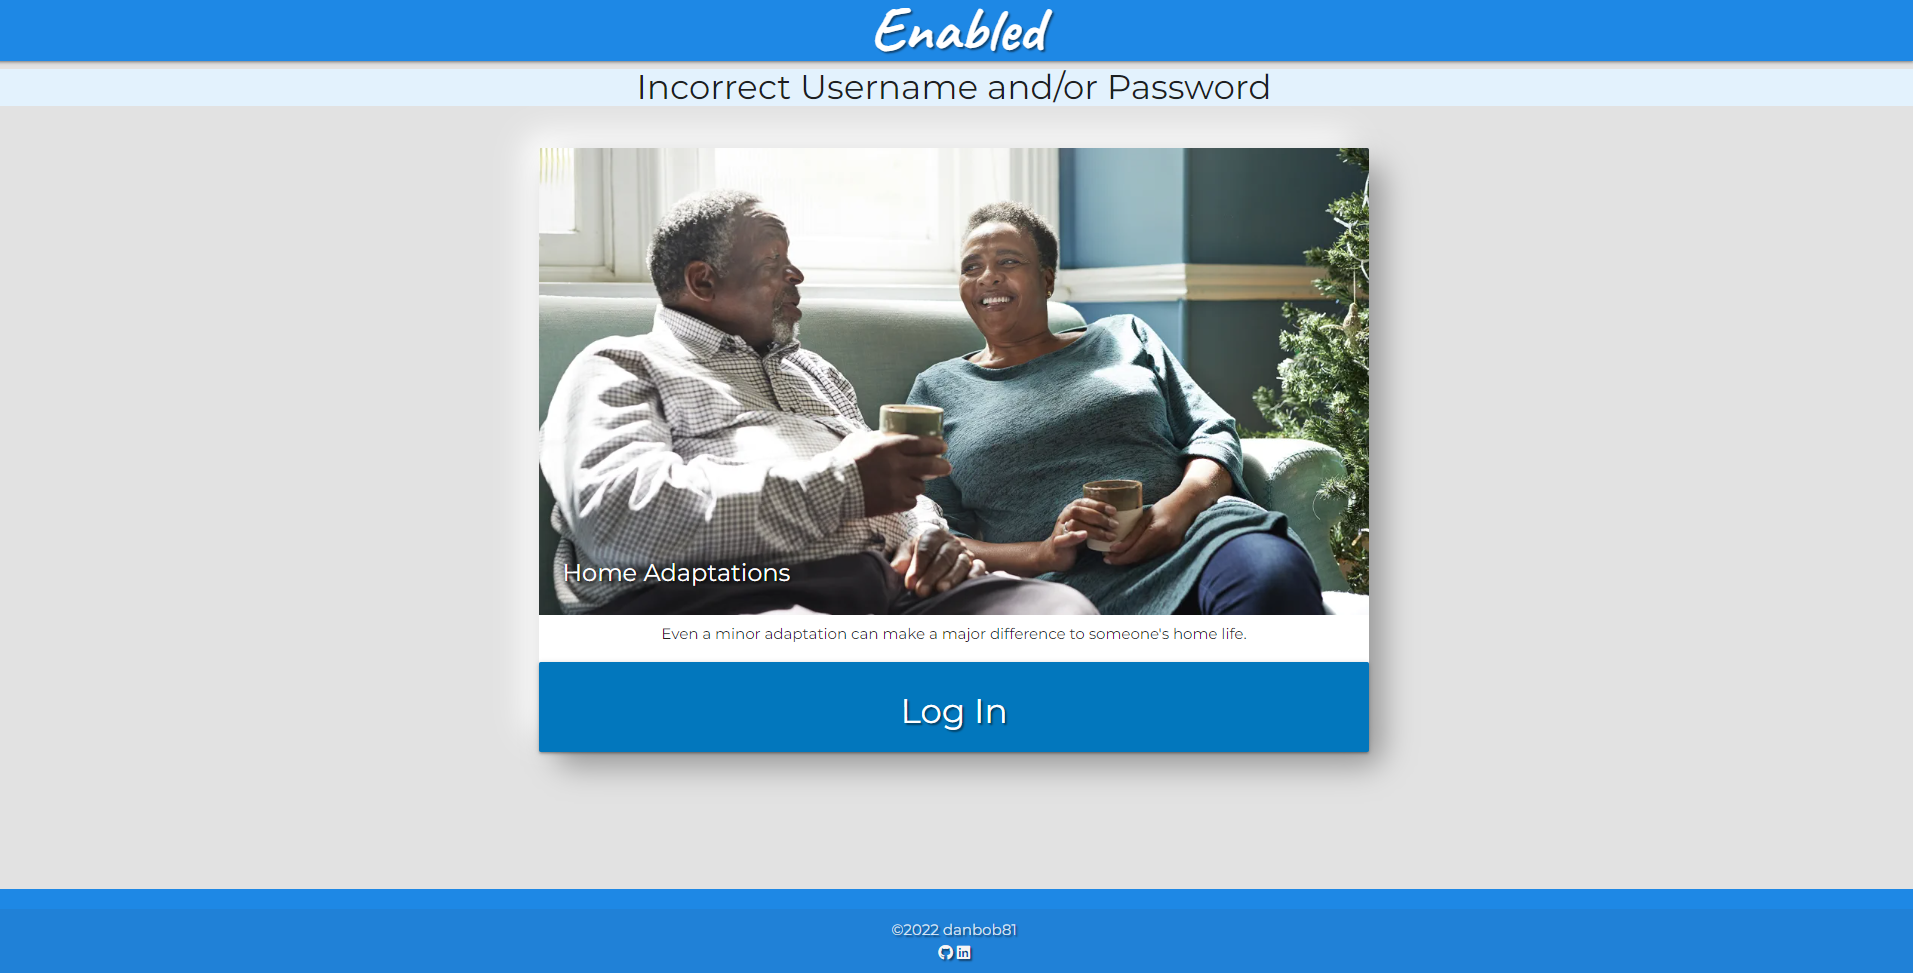 Enabled
Incorrect Username and/or Password
Home Adaptations
Even a minor adaptation can make a major difference to someone's home life.
Log In
©2022 danbob81